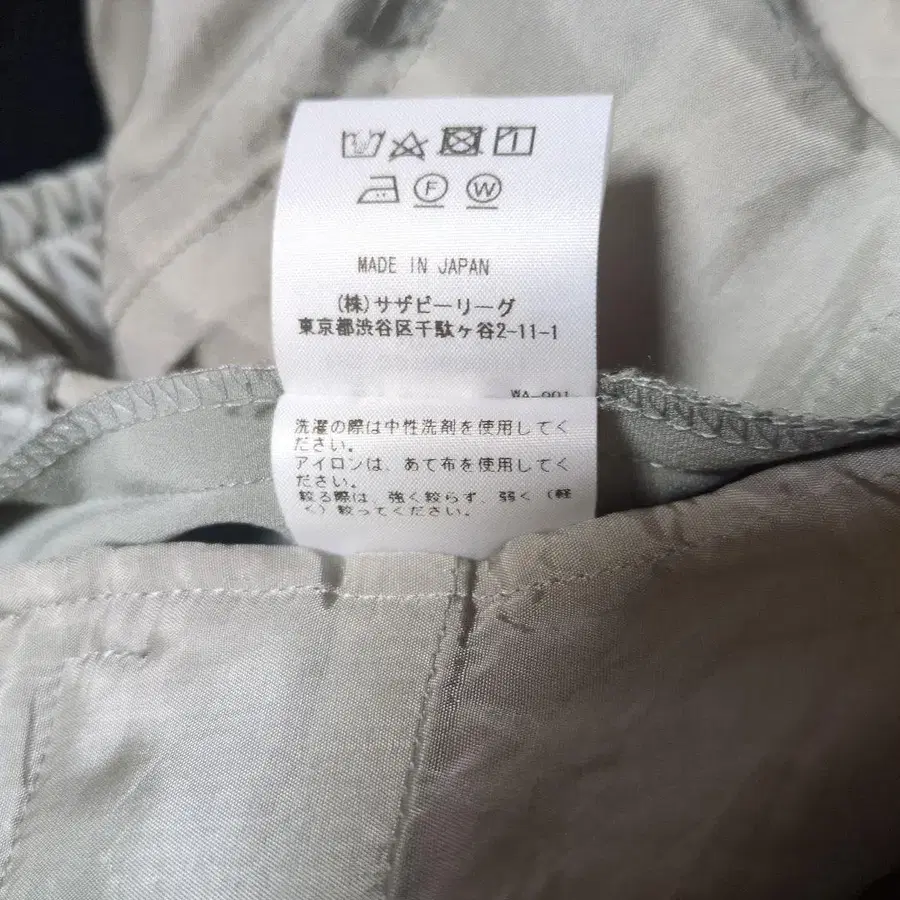 F W
MADE IN JAPAN
(株)サザビーリーグ
東京都渋谷区千駄ヶ谷2-11-1
WA-001
洗濯の際は中性洗剤を使用してく
ださい。
アイロンは、あて布を使用してく
ださい。
絞る際は、強く絞らず、弱く(軽
く)絞ってください。